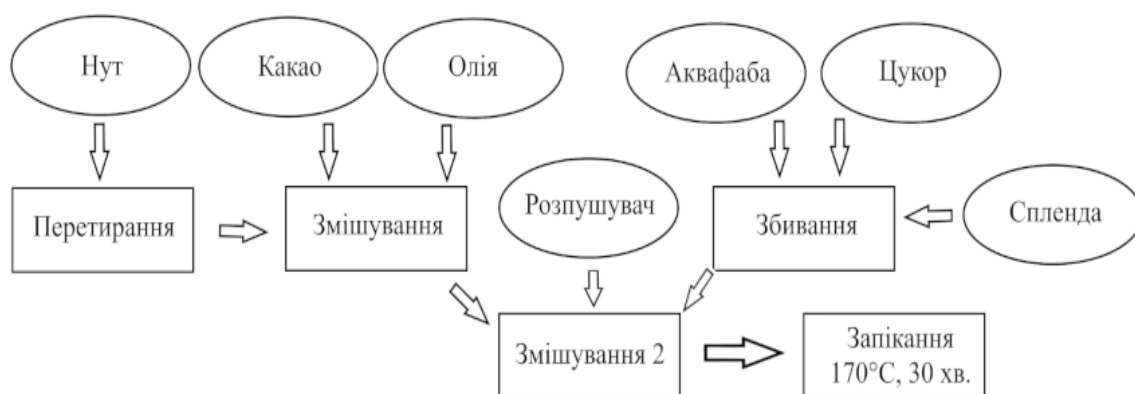 Нут
Какао
Олія
Аквафаба
Цукор
Перетирання
Змішування
Розпушувач
Збивання
Спленда
Змішування 2
Запікання
170°С, 30 хв.